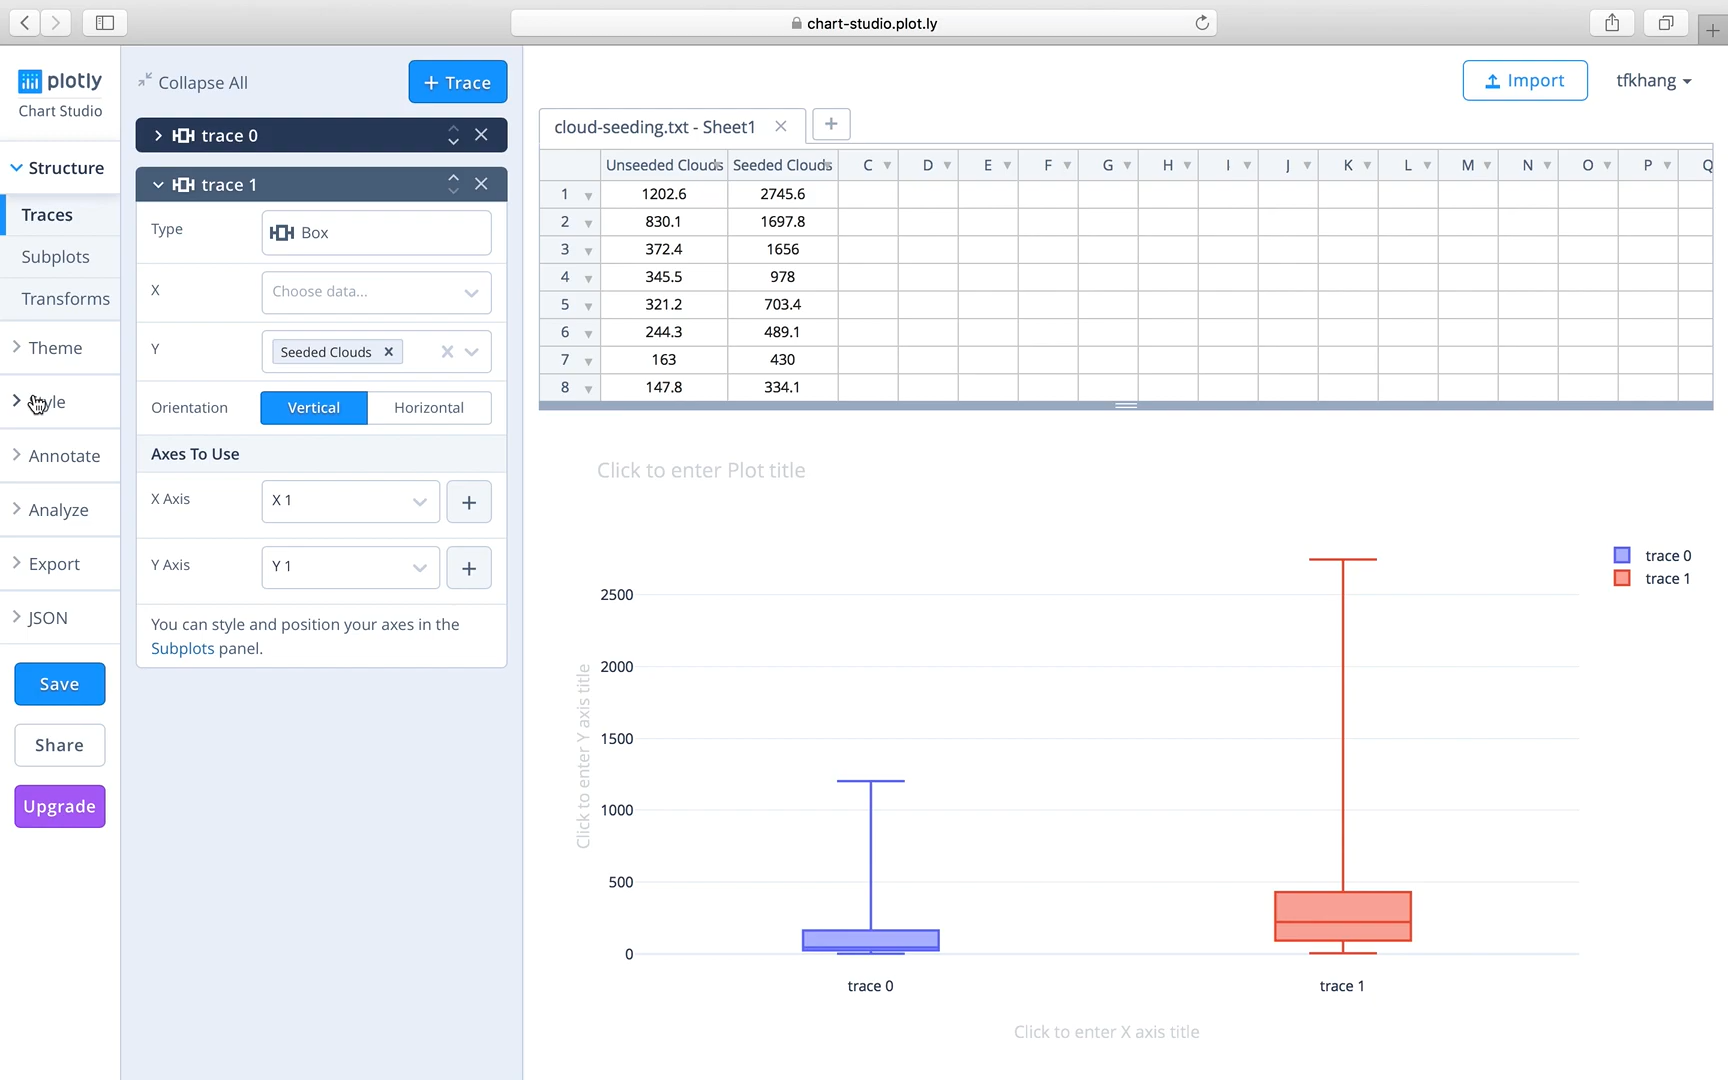 chart-studio.plot.ly
plotly
Chart Studio
Structure
Traces
Subplots
Transforms
Theme
Annotate
Analyze
Export
JSON
Save
Share
Upgrade
Collapse All
+ Trace
trace 0
trace 1
Type
Box
X
Choose data...
Y
Seeded Clouds
Orientation
Vertical
Horizontal
Axes To Use
X Axis
X 1
Y Axis
Y 1
You can style and position your axes in the
Subplots panel.
Import
tfkhang
cloud-seeding.txt - Sheet1
Unseeded Clouds Seeded Clouds C D E F G H I J K L M N O P Q
1 1202.6 2745.6
2 830.1 1697.8
3 372.4 1656
4 345.5 978
5 321.2 703.4
6 244.3 489.1
7 163 430
8 147.8 334.1
Click to enter Plot title
trace 0
trace 1
Click to enter Y axis title
2500
2000
1500
1000
500
0
trace 0
trace 1
Click to enter X axis title